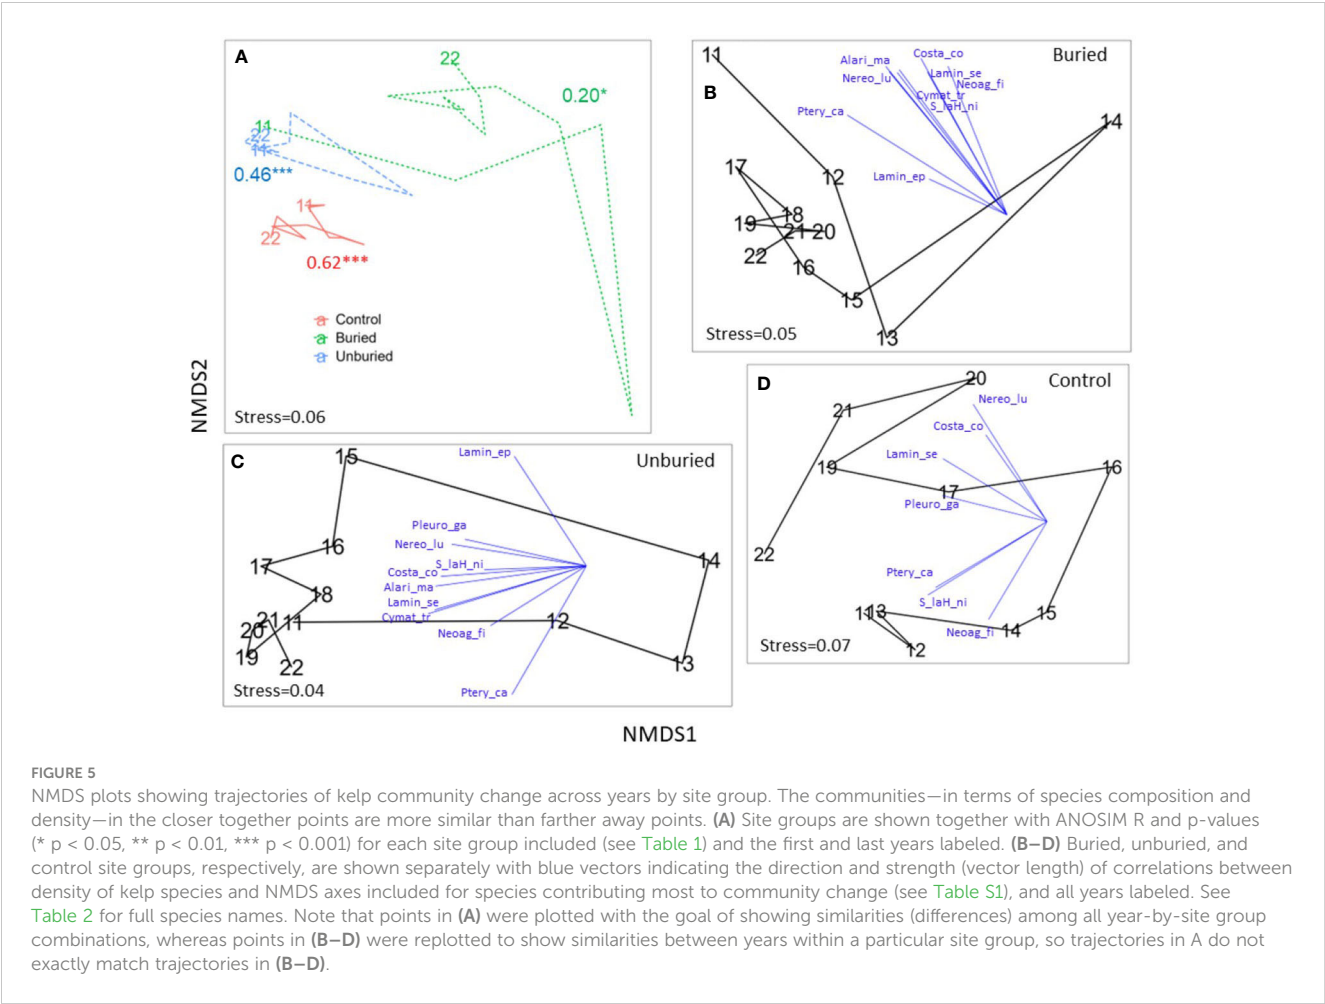 A
22
0.20*
11
22
11
0.46***
11
22
0.62***
a Control
a Buried
a Unburied
Stress=0.06
NMDS2
B
Buried
11
Alari_ma
Costa_co
Nereo_lu
Lamin_se
Neoag_fi
Cymat_tr
S_laH_ni
Ptery_ca
14
17
12
Lamin_ep
18
19
21 20
22
16
15
13
Stress=0.05
C
Unburied
15
Lamin_ep
Pleuro_ga
Nereo_lu
16
14
17
S_laH_ni
Costa_co
Alari_ma
18
Lamin_se
Cymat_tr
21 11
12
20
Neoag_fi
19
22
13
Ptery_ca
Stress=0.04
D
Control
20
Nereo_lu
21
Costa_co
Lamin_se
19
16
17
Pleuro_ga
22
Ptery_ca
S_laH_ni
11 13
15
14
Neoag_fi
12
Stress=0.07
NMDS1
FIGURE 5
NMDS plots showing trajectories of kelp community change across years by site group. The communities—in terms of species composition and
density—in the closer together points are more similar than farther away points. (A) Site groups are shown together with ANOSIM R and p-values
(* p < 0.05, ** p < 0.01, *** p < 0.001) for each site group included (see Table 1) and the first and last years labeled. (B–D) Buried, unburied, and
control site groups, respectively, are shown separately with blue vectors indicating the direction and strength (vector length) of correlations between
density of kelp species and NMDS axes included for species contributing most to community change (see Table S1), and all years labeled. See
Table 2 for full species names. Note that points in (A) were plotted with the goal of showing similarities (differences) among all year-by-site group
combinations, whereas points in (B–D) were replotted to show similarities between years within a particular site group, so trajectories in A do not
exactly match trajectories in (B–D).